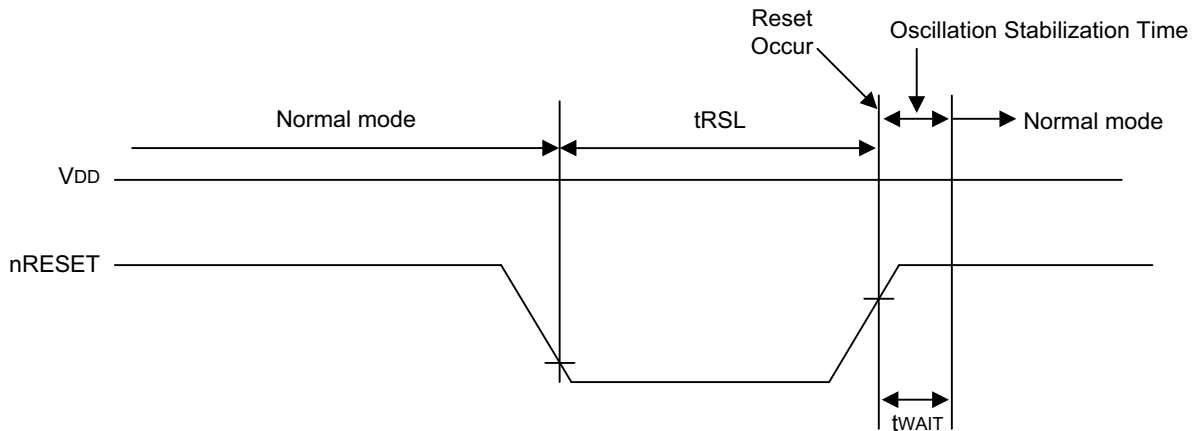 Reset
Occur
Oscillation Stabilization Time
Normal mode
tRSL
Normal mode
VDD
nRESET
tWAIT